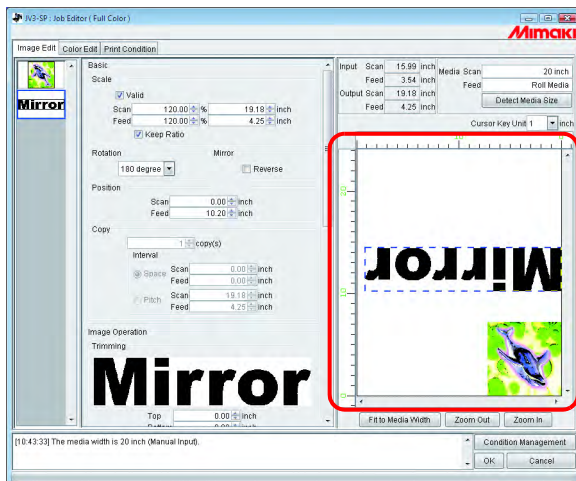 JV3-SP : Job Editor ( Full Color )
Mimaki
Image Edit Color Edit Print Condition
Mirror
Basic
Scale
Valid
Scan 120.00 % 19.18 inch
Feed 120.00 % 4.25 inch
Keep Ratio
Rotation Mirror
180 degree Reverse
Position
Scan 0.00 inch
Feed 10.20 inch
Copy
1 copy(s)
Interval
Space Scan 0.00 inch
Feed 0.00 inch
Pitch Scan 19.18 inch
Feed 4.25 inch
Image Operation
Trimming
Mirror
Top 0.00 inch
Input Scan 15.99 inch
Feed 3.54 inch
Output Scan 19.18 inch
Feed 4.25 inch
Media Scan 20 inch
Feed Roll Media
Detect Media Size
Cursor Key Unit 1 inch
10
20
10
0
Mirror
Fit to Media Width Zoom Out Zoom In
[10:43:33] The media width is 20 inch (Manual Input).
Condition Management
OK Cancel